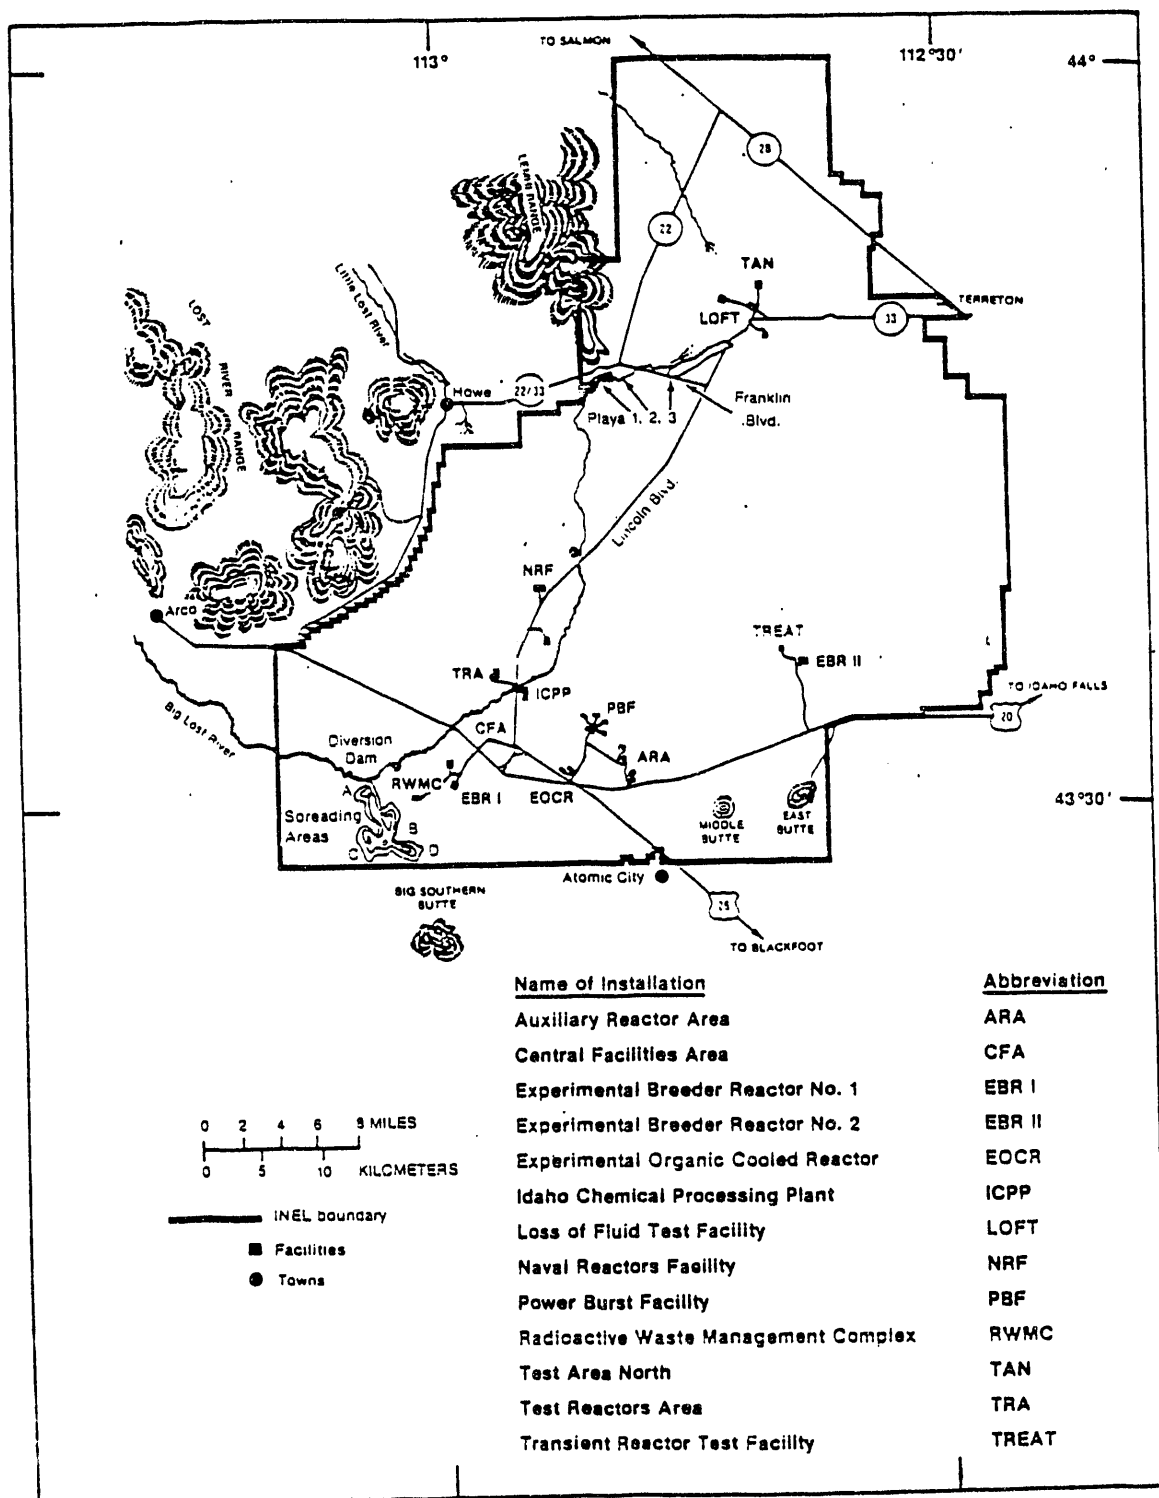 TO SALMON
113°
112°30'
44°
28
LEMHI RANGE
22
TAN
Little Lost River
LOST RIVER RANGE
LOFT
TERRETON
33
Howe
22/33
Playa 1, 2, 3
Franklin
Blvd.
Lincoln Blvd.
NRF
Arco
TREAT
EBR II
TRA
ICPP
TO IDAHO FALLS
20
PBF
Big Lost River
CFA
Diversion
Dam
ARA
RWMC
EBR I
EOCR
43°30'
A
Spreading
Areas
B
C
D
MIDDLE
BUTTE
EAST
BUTTE
Atomic City
BIG SOUTHERN
BUTTE
TO BLACKFOOT
Name of Installation Abbreviation
Auxiliary Reactor Area ARA
Central Facilities Area CFA
Experimental Breeder Reactor No. 1 EBR I
Experimental Breeder Reactor No. 2 EBR II
Experimental Organic Cooled Reactor EOCR
Idaho Chemical Processing Plant ICPP
Loss of Fluid Test Facility LOFT
Naval Reactors Facility NRF
Power Burst Facility PBF
Radioactive Waste Management Complex RWMC
Test Area North TAN
Test Reactors Area TRA
Transient Reactor Test Facility TREAT
0 2 4 6 8 MILES
0 5 10 KILOMETERS
INEL boundary
Facilities
Towns